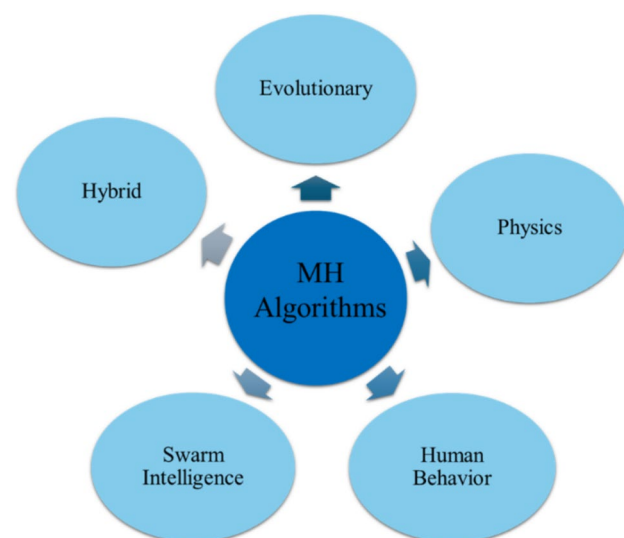 Evolutionary
Hybrid
Physics
MH
Algorithms
Swarm
Intelligence
Human
Behavior